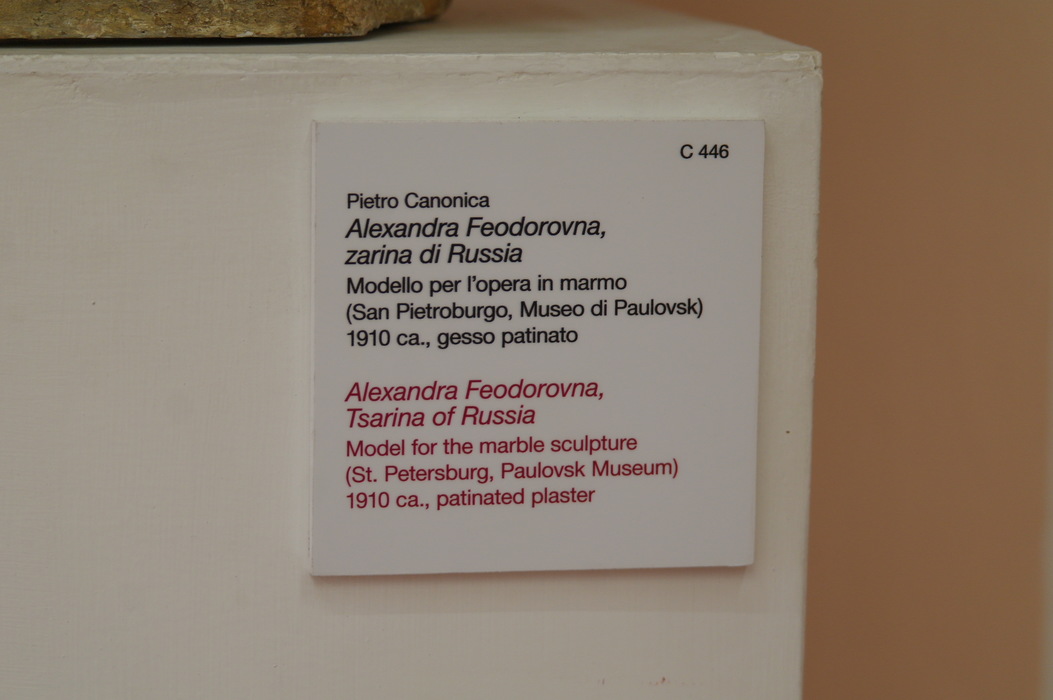 C 446
Pietro Canonica
Alexandra Feodorovna,
zarina di Russia
Modello per l'opera in marmo
(San Pietroburgo, Museo di Paulovsk)
1910 ca., gesso patinato
Alexandra Feodorovna,
Tsarina of Russia
Model for the marble sculpture
(St. Petersburg, Paulovsk Museum)
1910 ca., patinated plaster